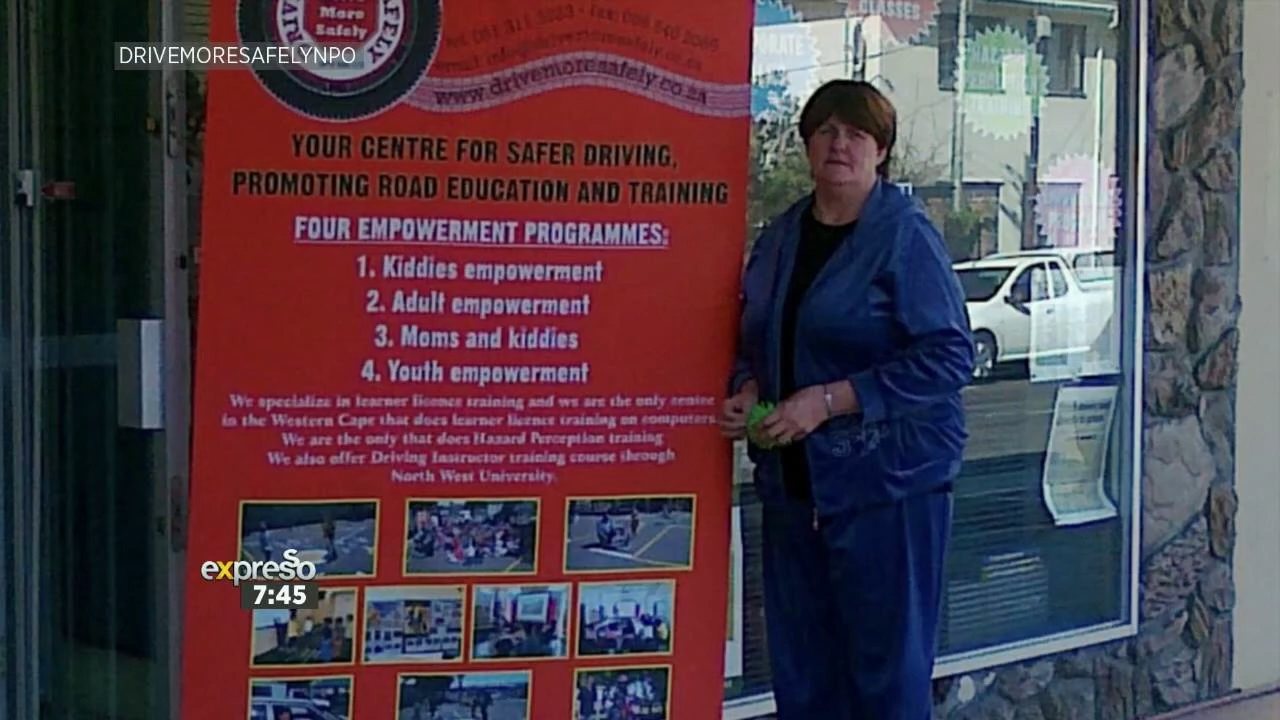 DRIVEMORESAFELYNPO
More
Safely
www.drivemoresafely.co.za
YOUR CENTRE FOR SAFER DRIVING,
PROMOTING ROAD EDUCATION AND TRAINING
FOUR EMPOWERMENT PROGRAMMES:
1. Kiddies empowerment
2. Adult empowerment
3. Moms and kiddies
4. Youth empowerment
We specialize in learner licence training and we are the only centre
in the Western Cape that does learner licence training on computers.
We are the only that does Hazard Perception training
We also offer Driving Instructor training course through
North West University.
CLASSES
expresso
7:45